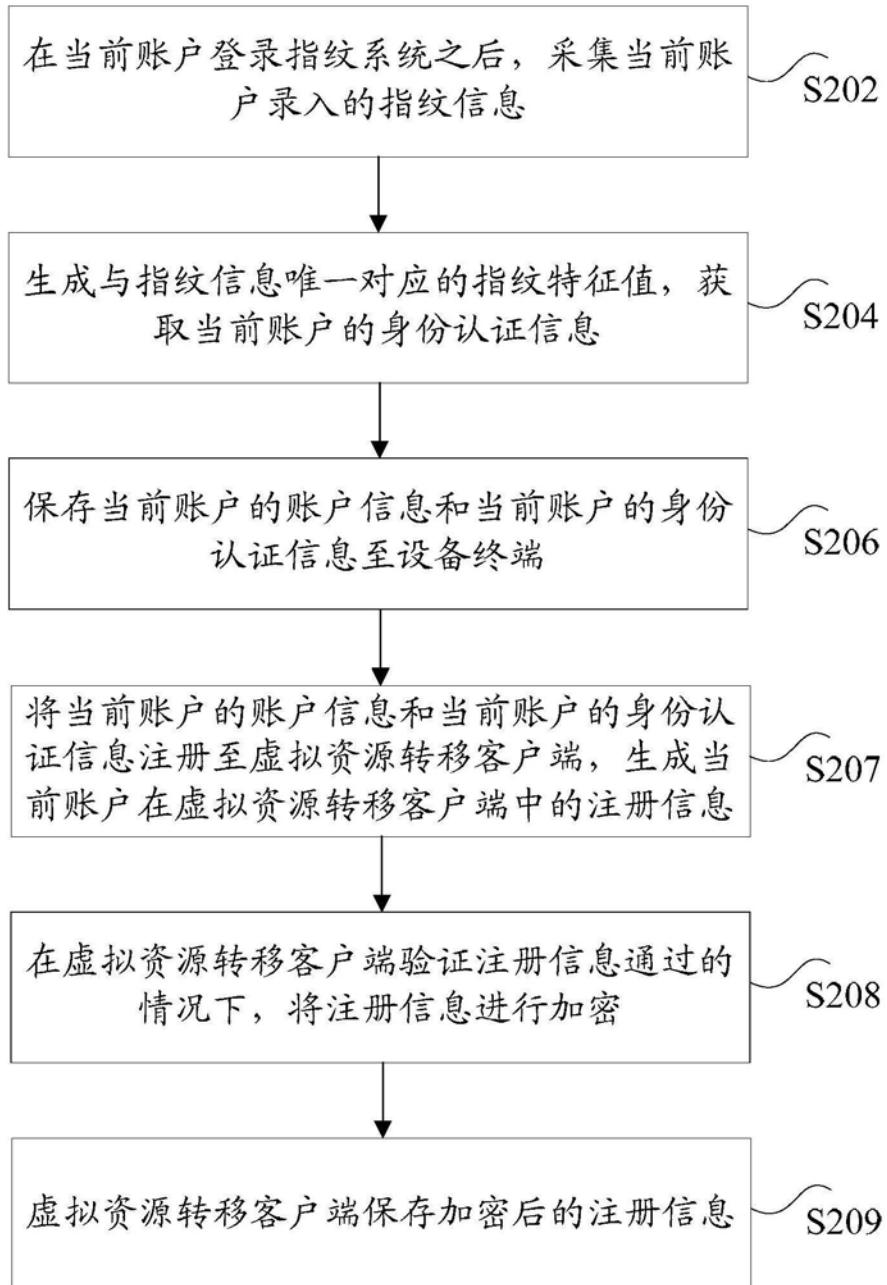 在当前账户登录指纹系统之后，采集当前账
户录入的指纹信息
S202
生成与指纹信息唯一对应的指纹特征值，获
取当前账户的身份认证信息
S204
保存当前账户的账户信息和当前账户的身份
认证信息至设备终端
S206
将当前账户的账户信息和当前账户的身份认
证信息注册至虚拟资源转移客户端，生成当
前账户在虚拟资源转移客户端中的注册信息
S207
在虚拟资源转移客户端验证注册信息通过的
情况下，将注册信息进行加密
S208
虚拟资源转移客户端保存加密后的注册信息
S209